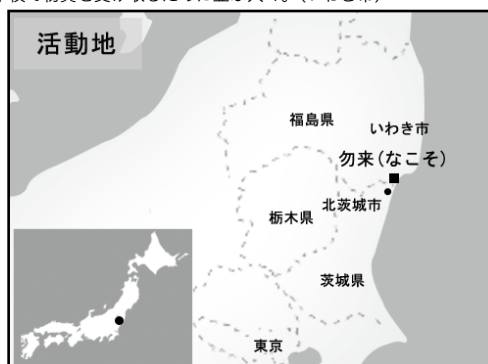 活動地
福島県
いわき市
勿来(なこそ)
北茨城市
栃木県
茨城県
東京